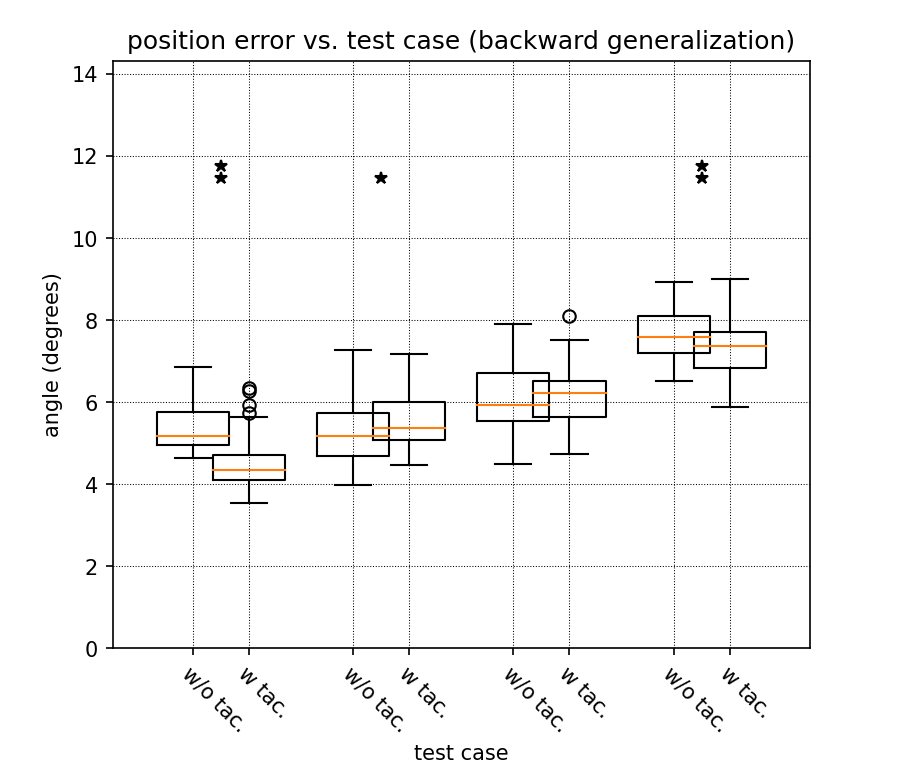 position error vs. test case (backward generalization)
14
12
10
8
6
4
2
0
angle (degrees)
w/o tac.
w tac.
w/o tac.
w tac.
w/o tac.
w tac.
w/o tac.
w tac.
test case